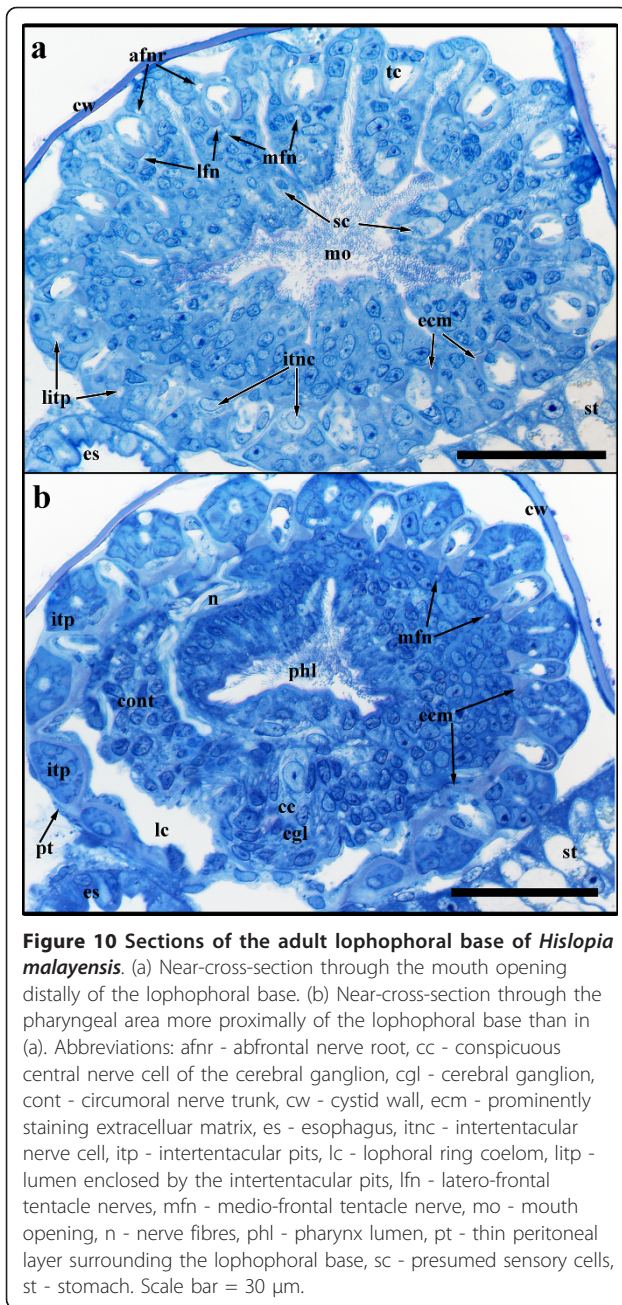 a
afnr
tc
cw
lfn
mfn
sc
mo
ecm
itnc
litp
st
es
b
cw
n
mfn
itp
phl
cont
ecm
itp
cc
lc
cgl
pt
st
es
Figure 10 Sections of the adult lophophoral base of Hislopia
malayensis. (a) Near-cross-section through the mouth opening
distally of the lophophoral base. (b) Near-cross-section through the
pharyngeal area more proximally of the lophophoral base than in
(a). Abbreviations: afnr - abfrontal nerve root, cc - conspicuous
central nerve cell of the cerebral ganglion, cgl - cerebral ganglion,
cont - circumoral nerve trunk, cw - cystid wall, ecm - prominently
staining extracelluar matrix, es - esophagus, itnc - intertentacular
nerve cell, itp - intertentacular pits, lc - lophoral ring coelom, litp -
lumen enclosed by the intertentacular pits, lfn - latero-frontal
tentacle nerves, mfn - medio-frontal tentacle nerve, mo - mouth
opening, n - nerve fibres, phl - pharynx lumen, pt - thin peritoneal
layer surrounding the lophophoral base, sc - presumed sensory cells,
st - stomach. Scale bar = 30 μm.